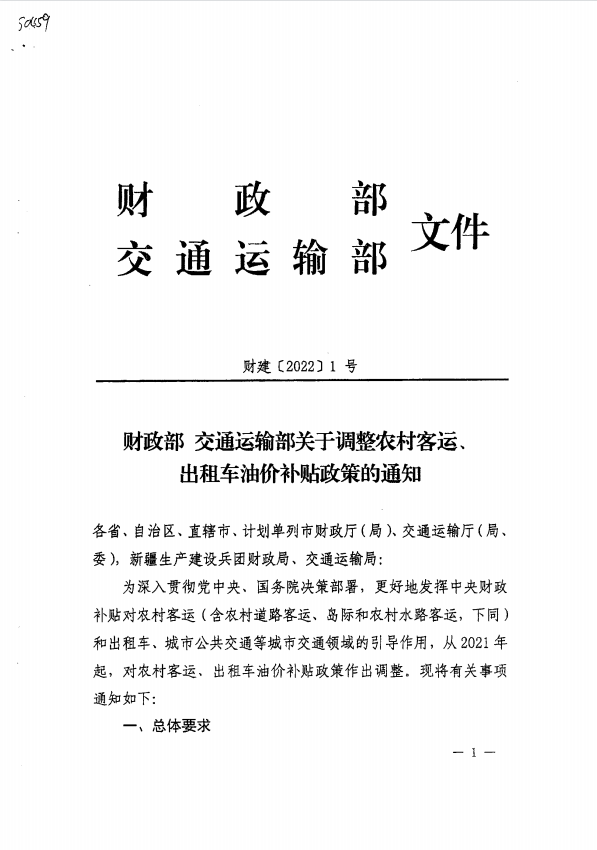 财政部
交通运输部
文件
财建〔2022〕1 号
财政部 交通运输部关于调整农村客运、
出租车油价补贴政策的通知
各省、自治区、直辖市、计划单列市财政厅(局)、交通运输厅(局、
委),新疆生产建设兵团财政局、交通运输局:
为深入贯彻党中央、国务院决策部署，更好地发挥中央财政
补贴对农村客运(含农村道路客运、岛际和农村水路客运，下同)
和出租车、城市公共交通等城市交通领域的引导作用，从 2021 年
起，对农村客运、出租车油价补贴政策作出调整。现将有关事项
通知如下:
一、总体要求
— 1 —